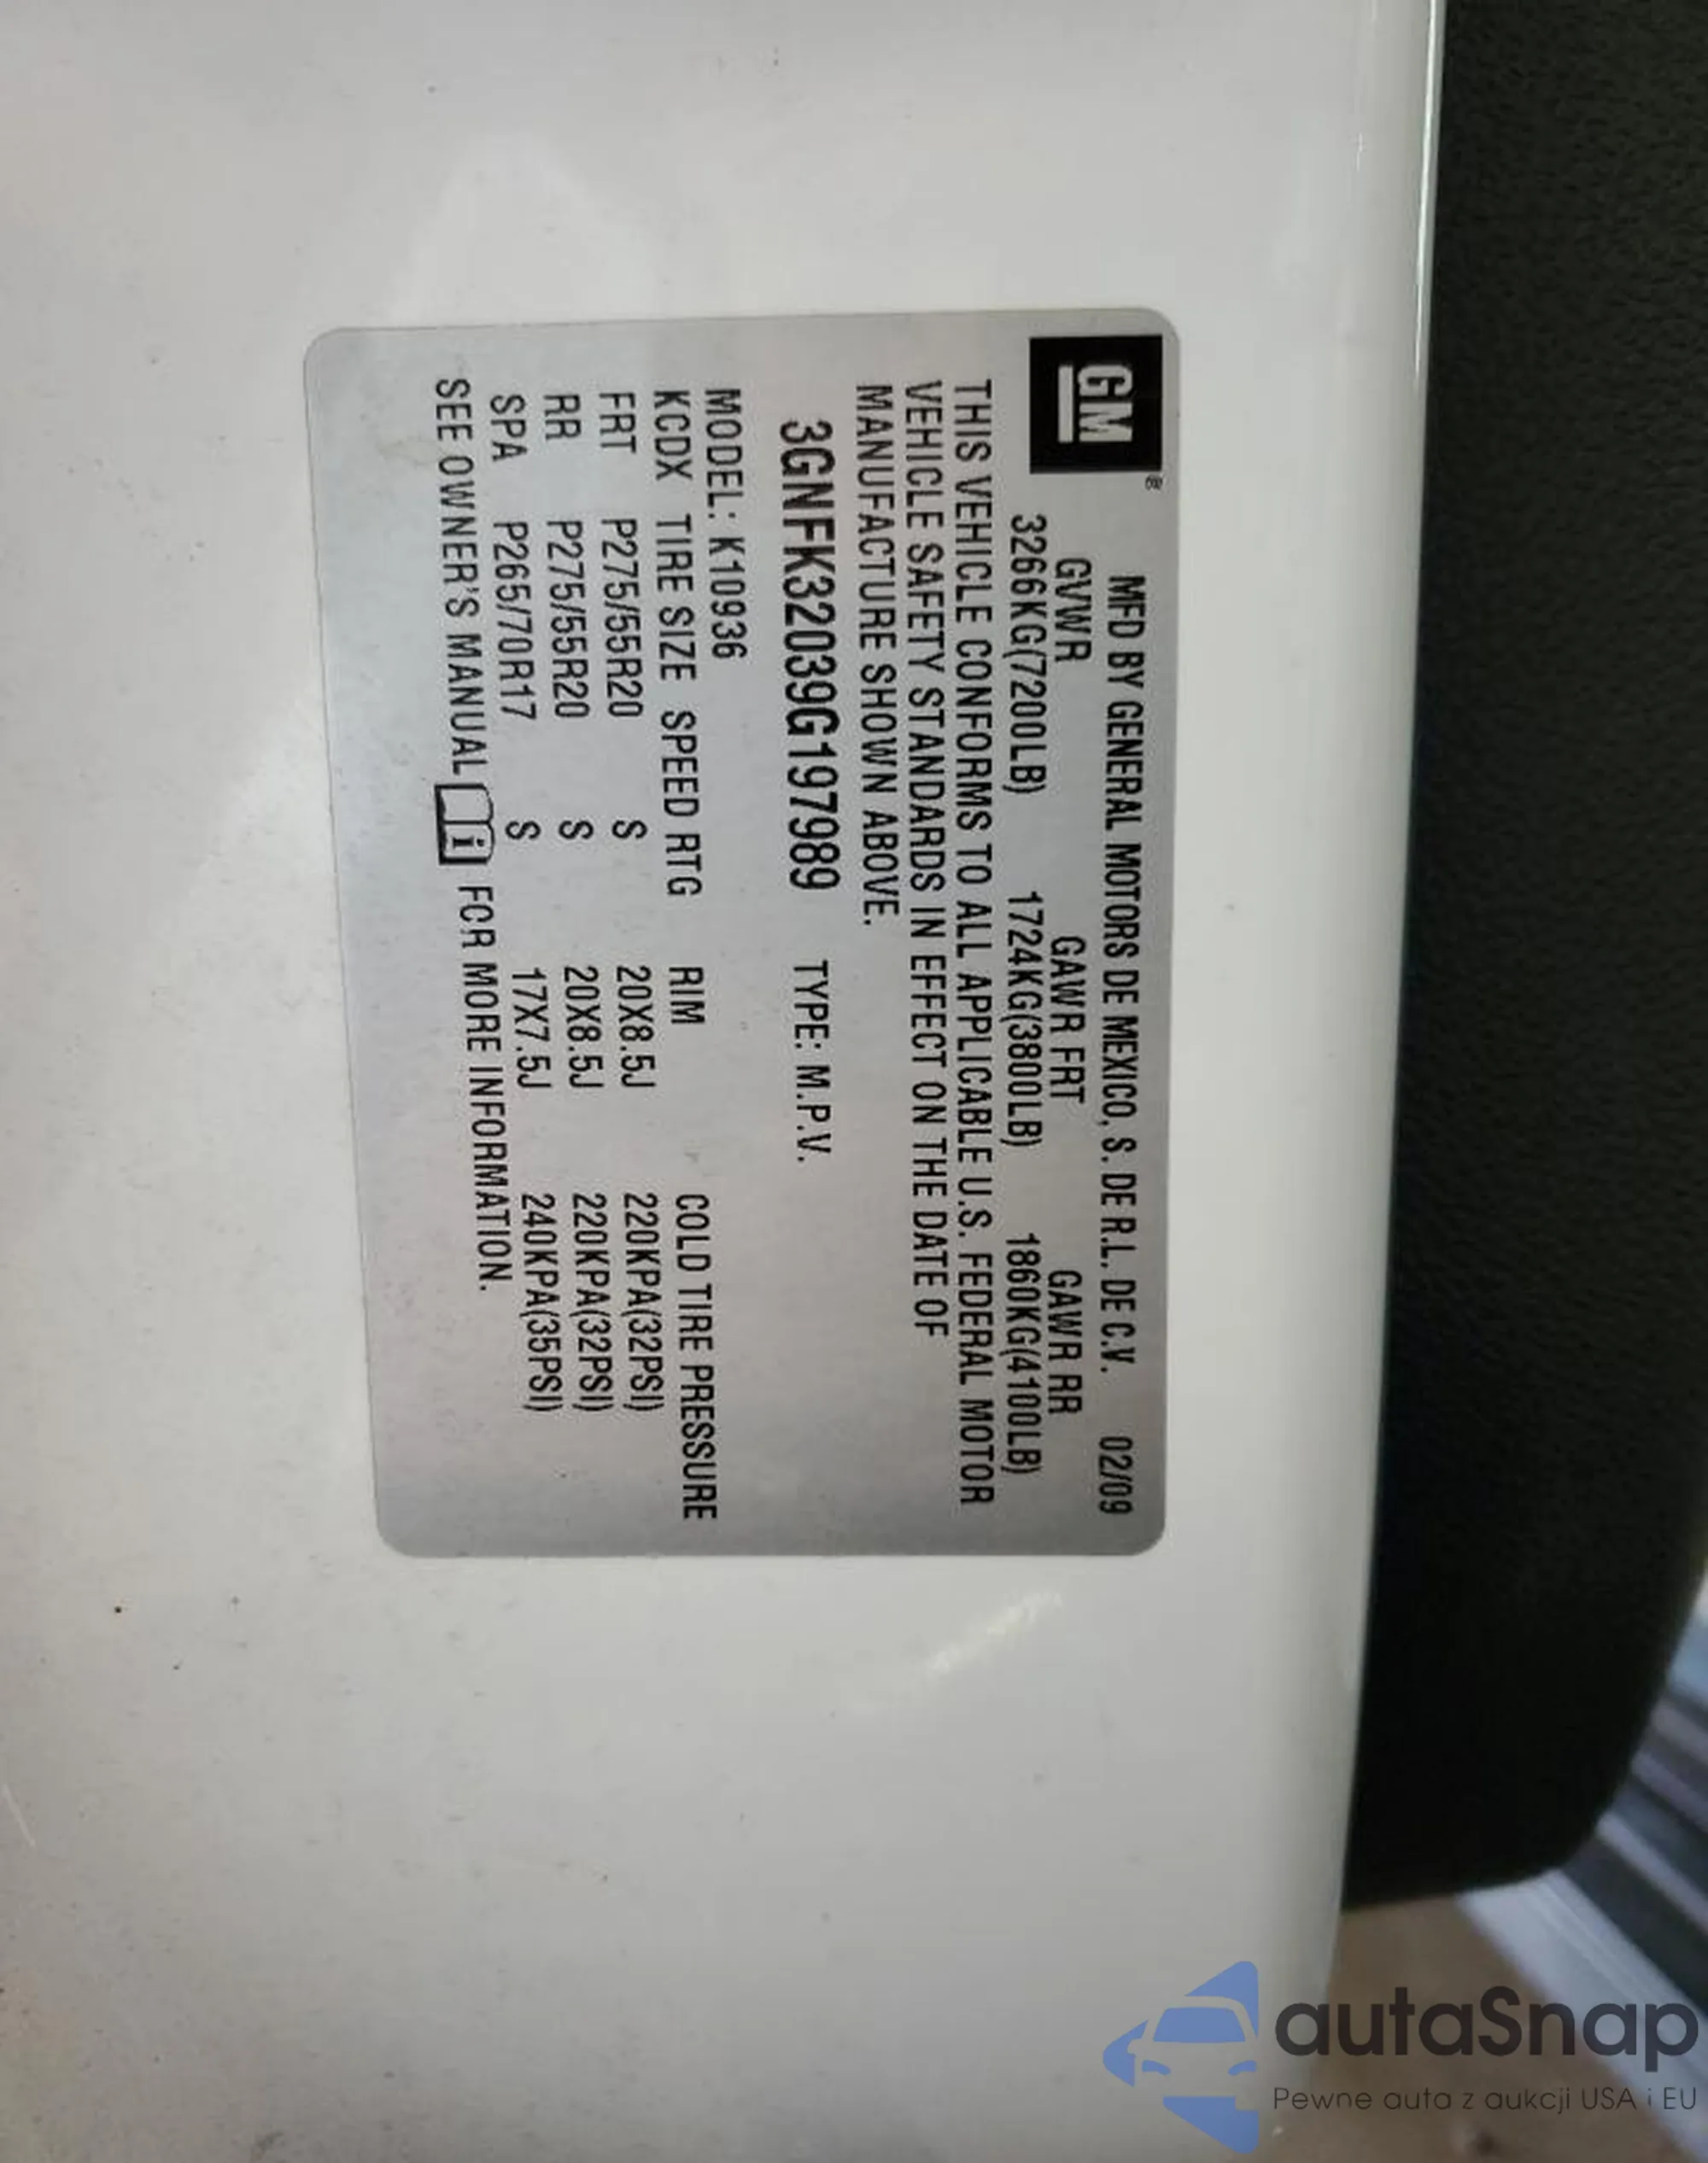 GM®
MFD BY GENERAL MOTORS DE MEXICO, S. DE R.L. DE C.V. 02/09
GVWR GAWR FRT GAWR RR
3266KG(7200LB) 1724KG(3800LB) 1860KG(4100LB)
THIS VEHICLE CONFORMS TO ALL APPLICABLE U.S. FEDERAL MOTOR
VEHICLE SAFETY STANDARDS IN EFFECT ON THE DATE OF
MANUFACTURE SHOWN ABOVE.
3GNFK32039G197989 TYPE: M.P.V.
MODEL: K10936
KCDX TIRE SIZE SPEED RTG RIM COLD TIRE PRESSURE
FRT P275/55R20 S 20X8.5J 220KPA(32PSI)
RR P275/55R20 S 20X8.5J 220KPA(32PSI)
SPA P265/70R17 S 17X7.5J 240KPA(35PSI)
SEE OWNER'S MANUAL i FOR MORE INFORMATION.
autaSnap
Pewne auta z aukcji USA i EU